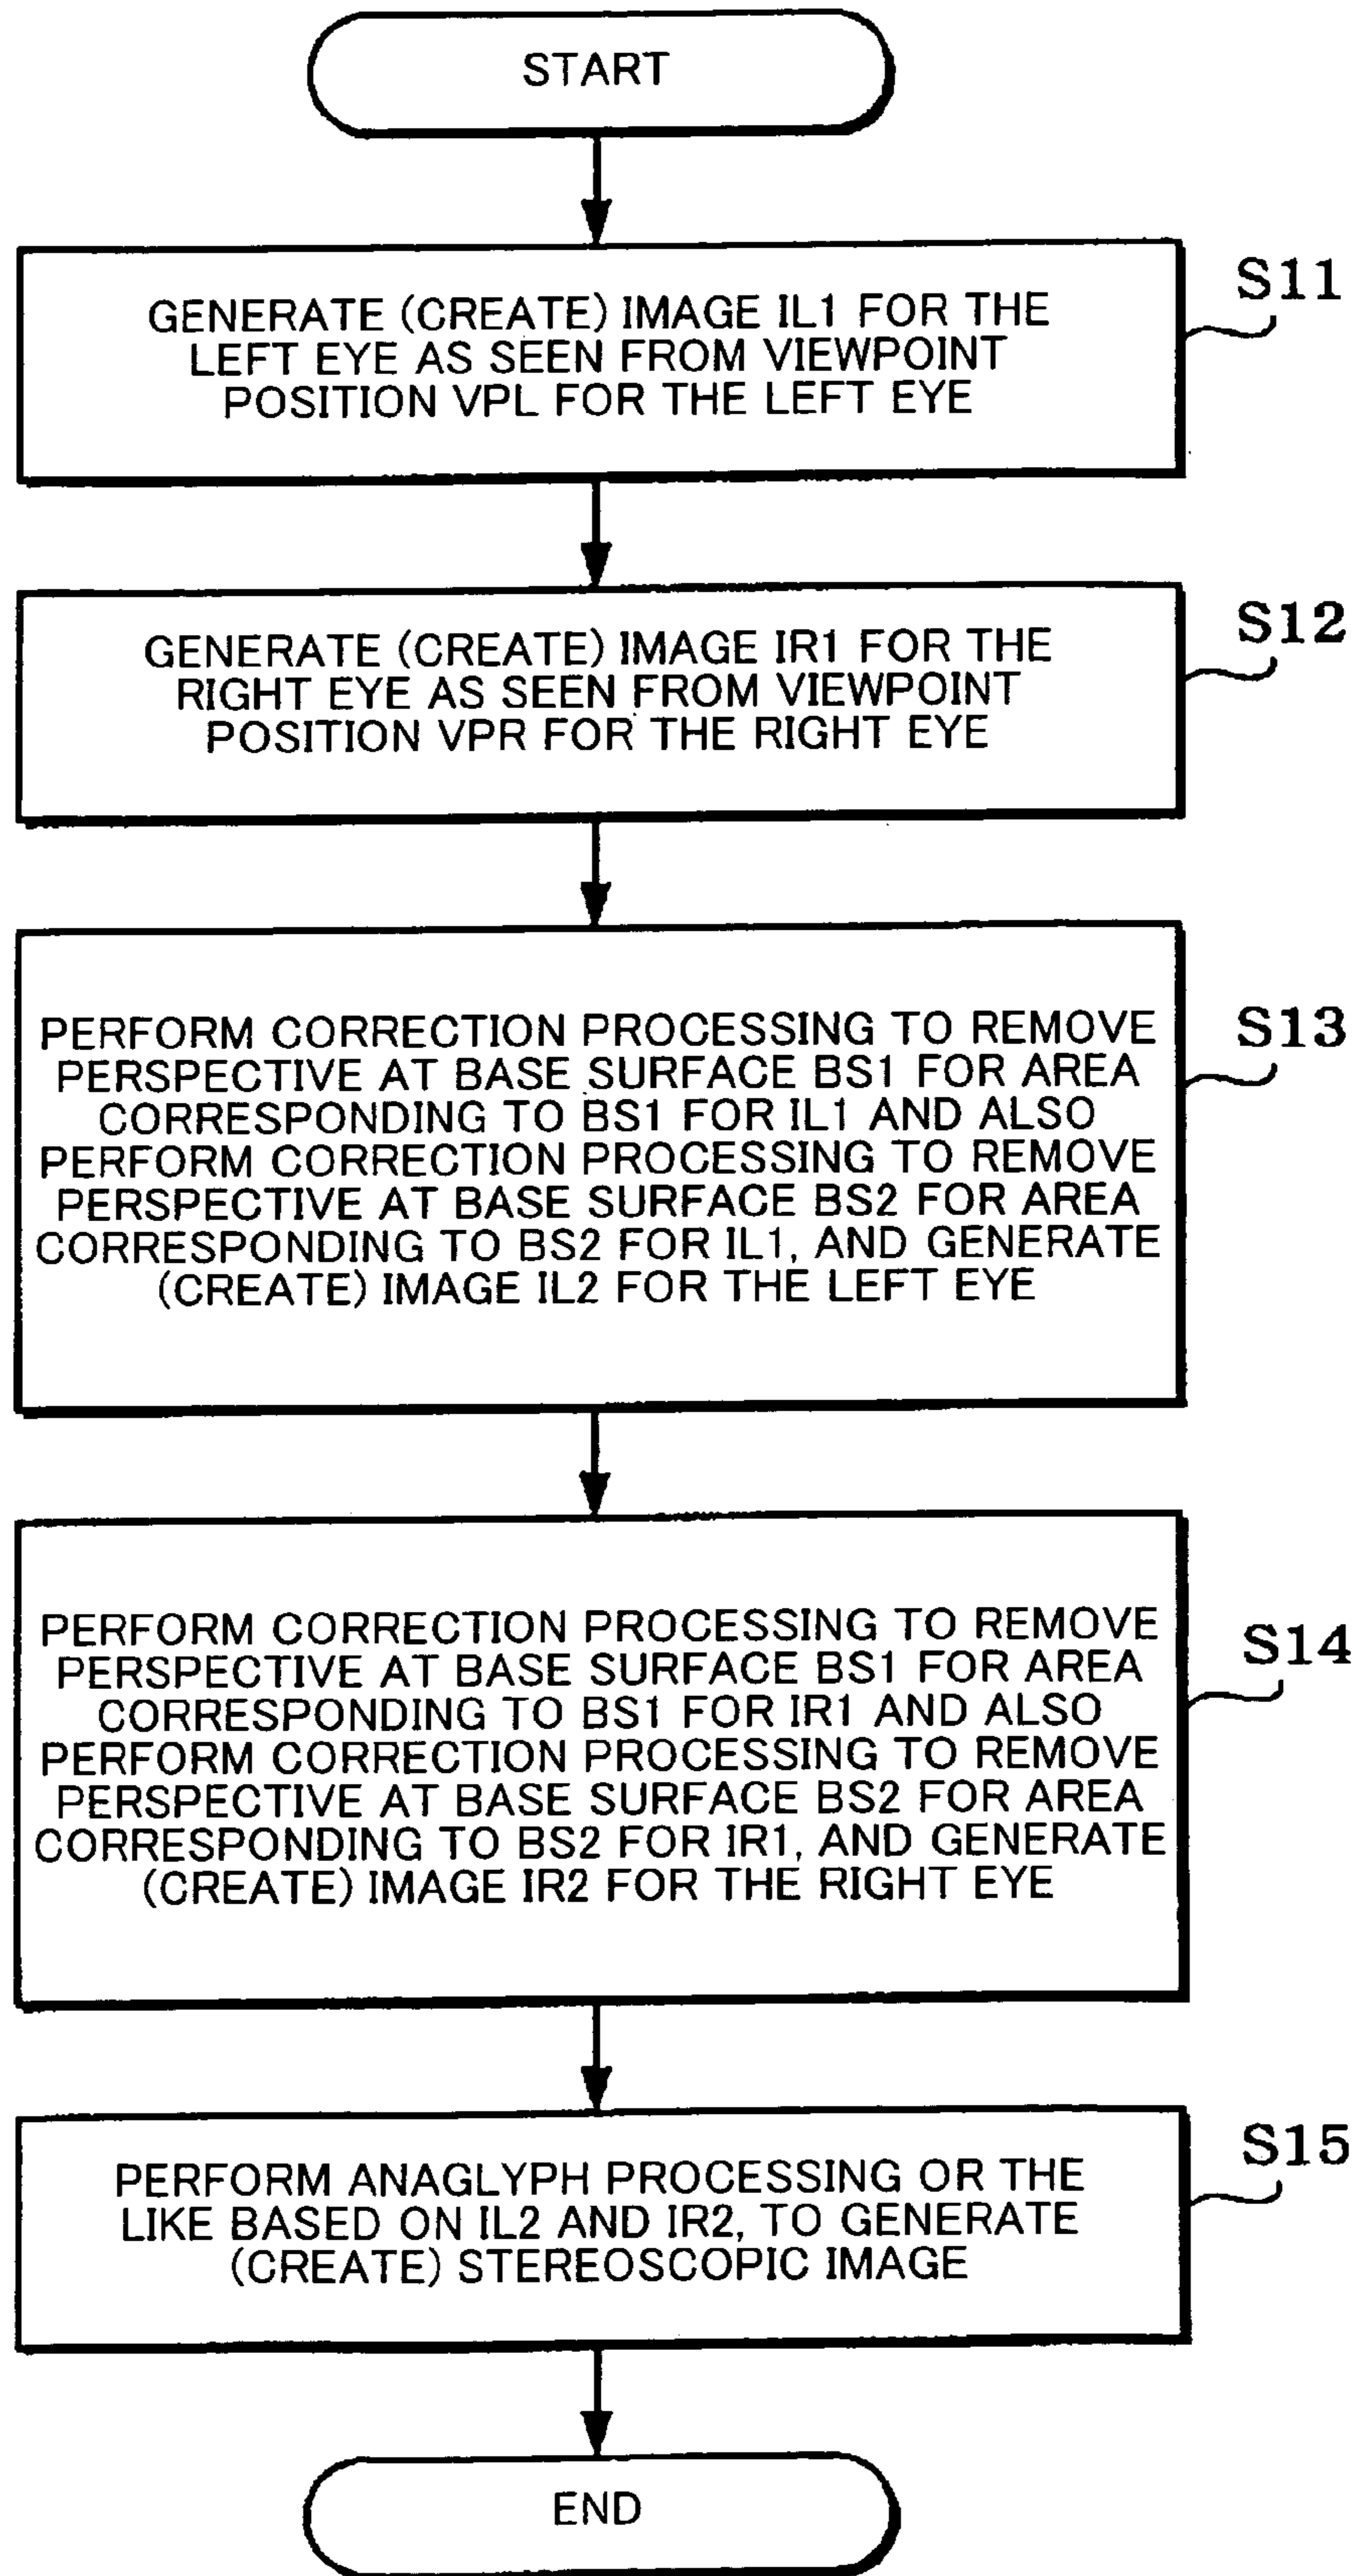 START
GENERATE (CREATE) IMAGE IL1 FOR THE
LEFT EYE AS SEEN FROM VIEWPOINT
POSITION VPL FOR THE LEFT EYE
S11
GENERATE (CREATE) IMAGE IR1 FOR THE
RIGHT EYE AS SEEN FROM VIEWPOINT
POSITION VPR FOR THE RIGHT EYE
S12
PERFORM CORRECTION PROCESSING TO REMOVE
PERSPECTIVE AT BASE SURFACE BS1 FOR AREA
CORRESPONDING TO BS1 FOR IL1 AND ALSO
PERFORM CORRECTION PROCESSING TO REMOVE
PERSPECTIVE AT BASE SURFACE BS2 FOR AREA
CORRESPONDING TO BS2 FOR IL1, AND GENERATE
(CREATE) IMAGE IL2 FOR THE LEFT EYE
S13
PERFORM CORRECTION PROCESSING TO REMOVE
PERSPECTIVE AT BASE SURFACE BS1 FOR AREA
CORRESPONDING TO BS1 FOR IR1 AND ALSO
PERFORM CORRECTION PROCESSING TO REMOVE
PERSPECTIVE AT BASE SURFACE BS2 FOR AREA
CORRESPONDING TO BS2 FOR IR1, AND GENERATE
(CREATE) IMAGE IR2 FOR THE RIGHT EYE
S14
PERFORM ANAGLYPH PROCESSING OR THE
LIKE BASED ON IL2 AND IR2, TO GENERATE
(CREATE) STEREOSCOPIC IMAGE
S15
END